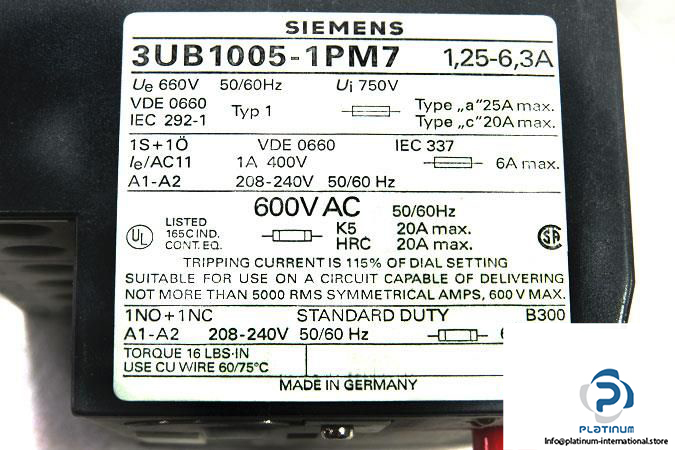 SIEMENS
3UB1005-1PM7 1,25-6,3A
Ue 660V 50/60Hz Ui 750V
VDE 0660 Typ 1 Type „a" 25A max.
IEC 292-1 Type „c" 20A max.
1S+1Ö VDE 0660 IEC 337
Ie/AC11 1A 400V 6A max.
A1-A2 208-240V 50/60 Hz
600V AC 50/60Hz
UL LISTED K5 20A max. SA
165C IND. HRC 20A max.
CONT. EQ.
TRIPPING CURRENT IS 115% OF DIAL SETTING
SUITABLE FOR USE ON A CIRCUIT CAPABLE OF DELIVERING
NOT MORE THAN 5000 RMS SYMMETRICAL AMPS, 600 V MAX.
1NO+1NC STANDARD DUTY B300
A1-A2 208-240V 50/60 Hz
TORQUE 16 LBS·IN
USE CU WIRE 60/75°C
MADE IN GERMANY
PLATINUM
Info@platinum-international.store